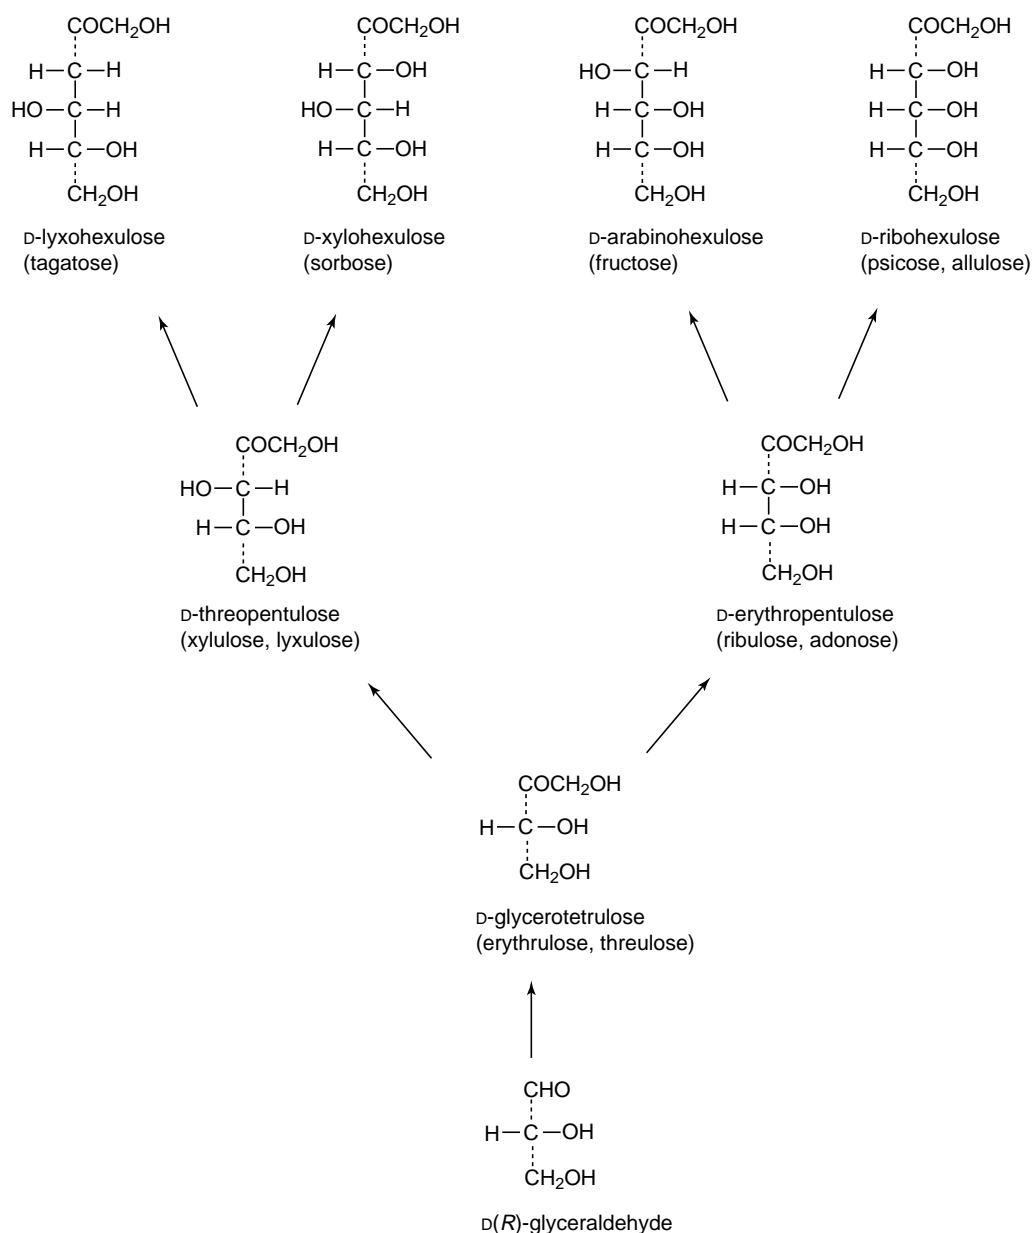 COCH₂OH COCH₂OH COCH₂OH COCH₂OH
H—C—H H—C—OH HO—C—H H—C—OH
HO—C—H HO—C—H H—C—OH H—C—OH
H—C—OH H—C—OH H—C—OH H—C—OH
CH₂OH CH₂OH CH₂OH CH₂OH
D-lyxohexulose D-xylohexulose D-arabinohexulose D-ribohexulose
(tagatose) (sorbose) (fructose) (psicose, allulose)
COCH₂OH COCH₂OH
HO—C—H H—C—OH
H—C—OH H—C—OH
CH₂OH CH₂OH
D-threopentulose D-erythropentulose
(xylulose, lyxulose) (ribulose, adonose)
COCH₂OH
H—C—OH
CH₂OH
D-glycerotetrulose
(erythrulose, threulose)
CHO
H—C—OH
CH₂OH
D(R)-glyceraldehyde